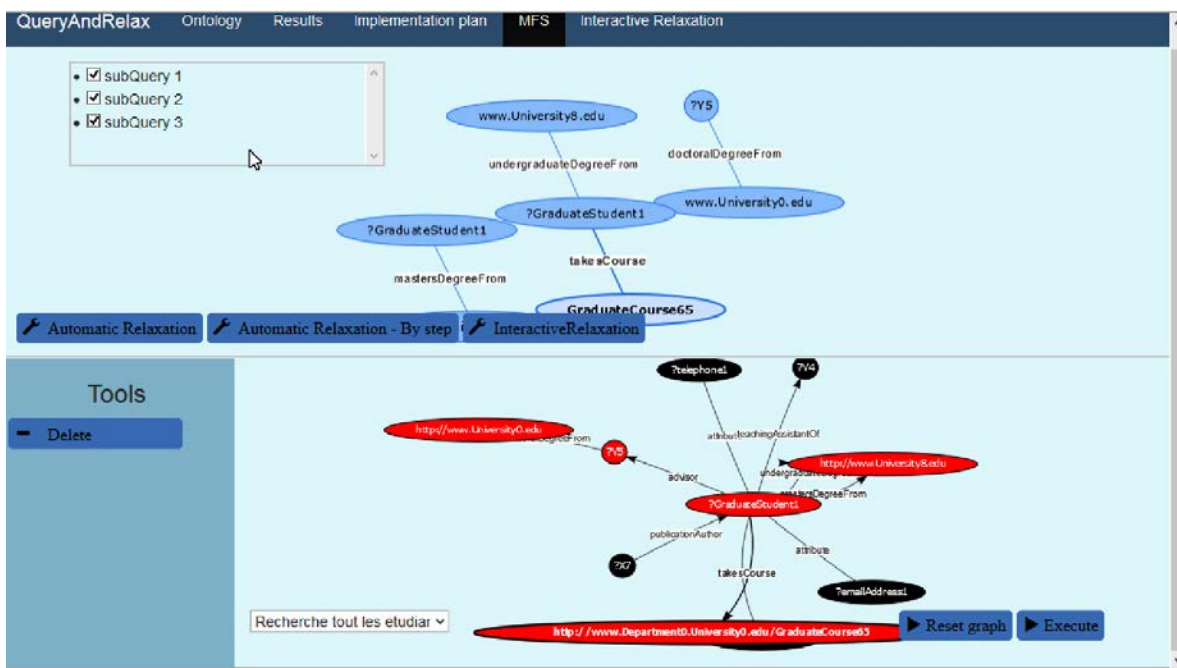 QueryAndRelax Ontology Results Implementation plan MFS Interactive Relaxation
subQuery 1
subQuery 2
subQuery 3
?Y5
www.University8.edu
doctoralDegreeFrom
undergraduateDegreeFrom
www.University0.edu
?GraduateStudent1
?GraduateStudent1
takesCourse
mastersDegreeFrom
GraduateCourse65
Automatic Relaxation Automatic Relaxation - By step InteractiveRelaxation
Tools
Delete
?telephone1
?Y4
http://www.University0.edu
teachingAssistantOf
?Y5
http://www.University8.edu
advisor
?GraduateStudent1
publicationAuthor
attribute
?X7
takesCourse
?emailAddress1
Recherche tout les etudiar
http://www.Department0.University0.edu/GraduateCourse65
Reset graph Execute